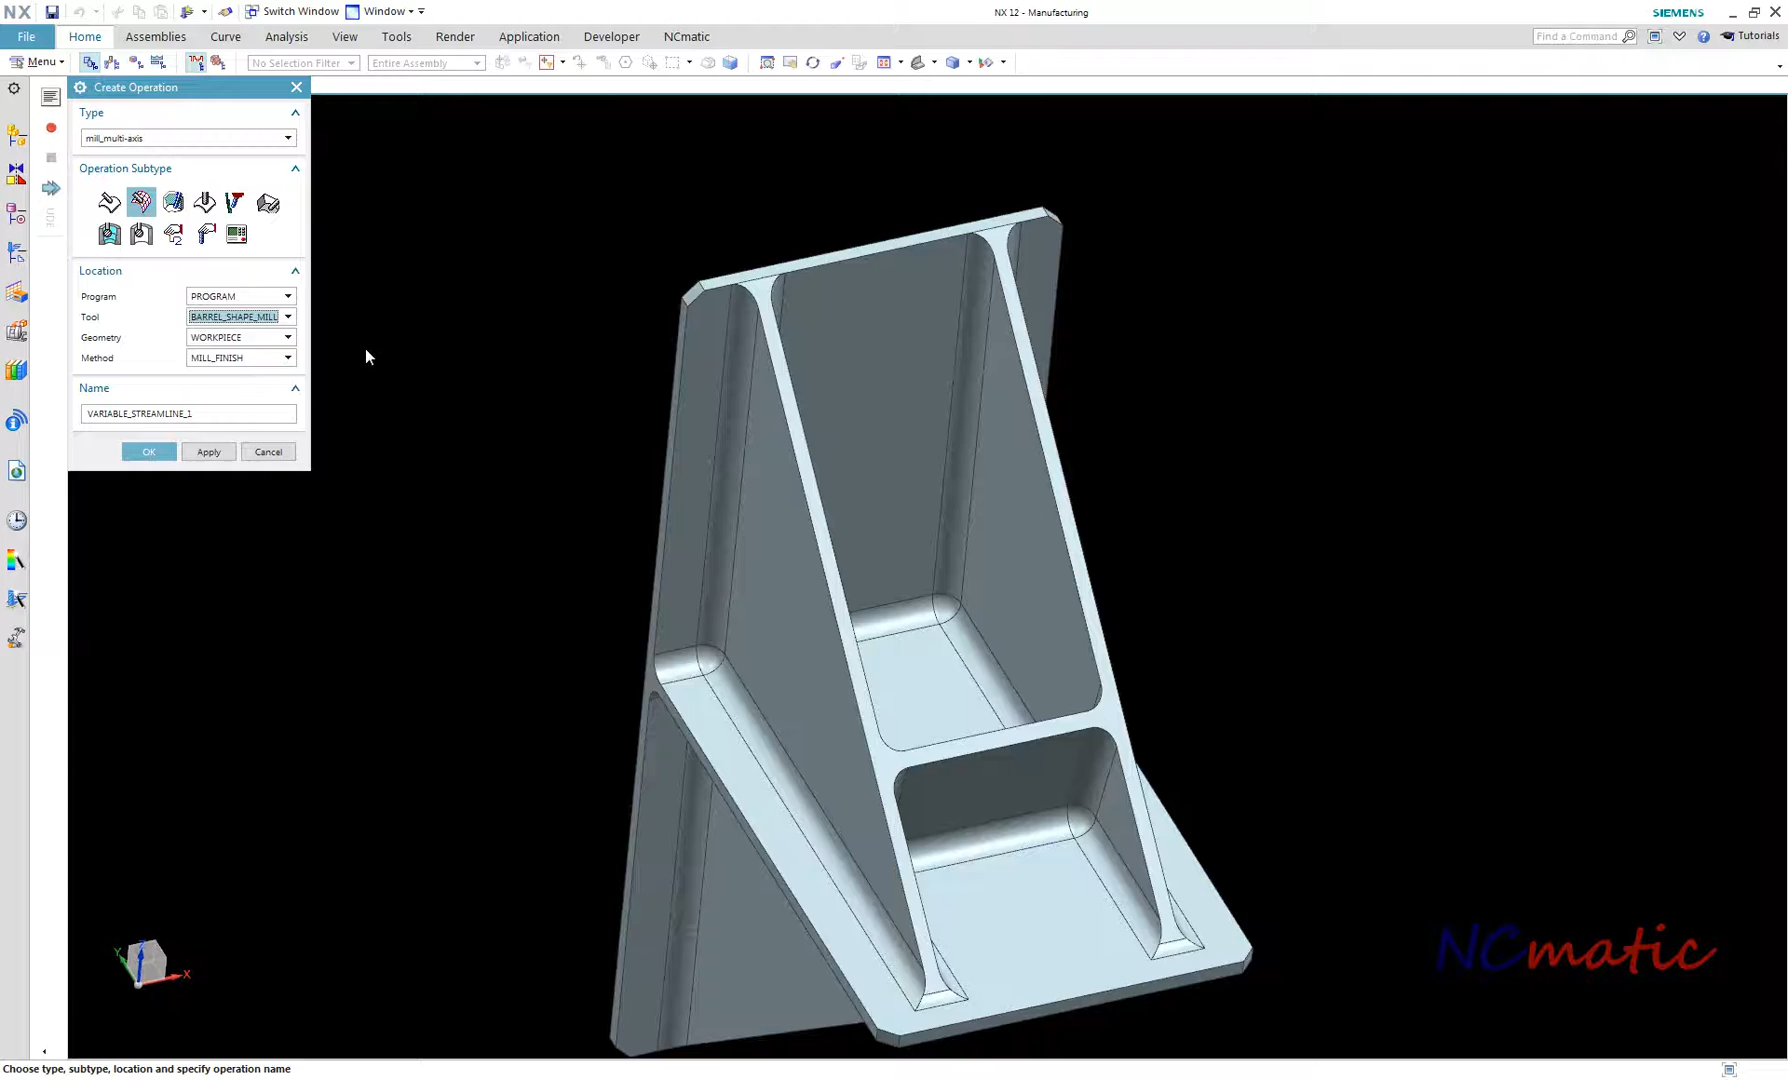 NX Switch Window Window NX 12 - Manufacturing SIEMENS
File Home Assemblies Curve Analysis View Tools Render Application Developer NCmatic Find a Command Tutorials
Menu No Selection Filter Entire Assembly
Create Operation
Type
mill_multi-axis
Operation Subtype
Location
Program PROGRAM
Tool BARREL_SHAPE_MILL
Geometry WORKPIECE
Method MILL_FINISH
Name
VARIABLE_STREAMLINE_1
OK Apply Cancel
UDE
NCmatic
Z
Y
X
Choose type, subtype, location and specify operation name